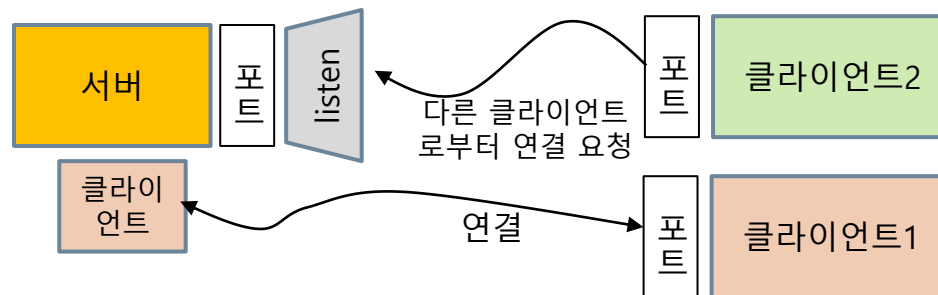 서버
포
트
listen
다른 클라이언트
로부터 연결 요청
포
트
클라이언트2
클라이
언트
연결
포
트
클라이언트1